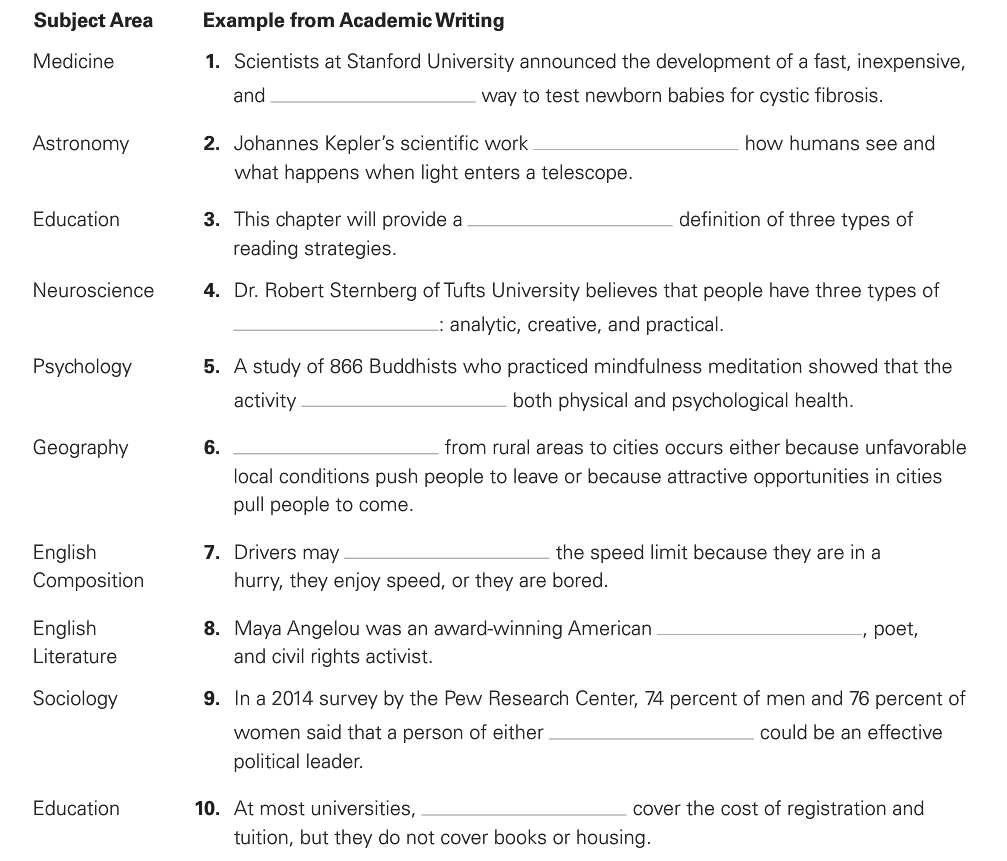 Subject Area Example from Academic Writing
Medicine 1. Scientists at Stanford University announced the development of a fast, inexpensive,
and ______ way to test newborn babies for cystic fibrosis.
Astronomy 2. Johannes Kepler's scientific work ______ how humans see and
what happens when light enters a telescope.
Education 3. This chapter will provide a ______ definition of three types of
reading strategies.
Neuroscience 4. Dr. Robert Sternberg of Tufts University believes that people have three types of
______: analytic, creative, and practical.
Psychology 5. A study of 866 Buddhists who practiced mindfulness meditation showed that the
activity ______ both physical and psychological health.
Geography 6. ______ from rural areas to cities occurs either because unfavorable
local conditions push people to leave or because attractive opportunities in cities
pull people to come.
English 7. Drivers may ______ the speed limit because they are in a
Composition hurry, they enjoy speed, or they are bored.
English 8. Maya Angelou was an award-winning American ______, poet,
Literature and civil rights activist.
Sociology 9. In a 2014 survey by the Pew Research Center, 74 percent of men and 76 percent of
women said that a person of either ______ could be an effective
political leader.
Education 10. At most universities, ______ cover the cost of registration and
tuition, but they do not cover books or housing.